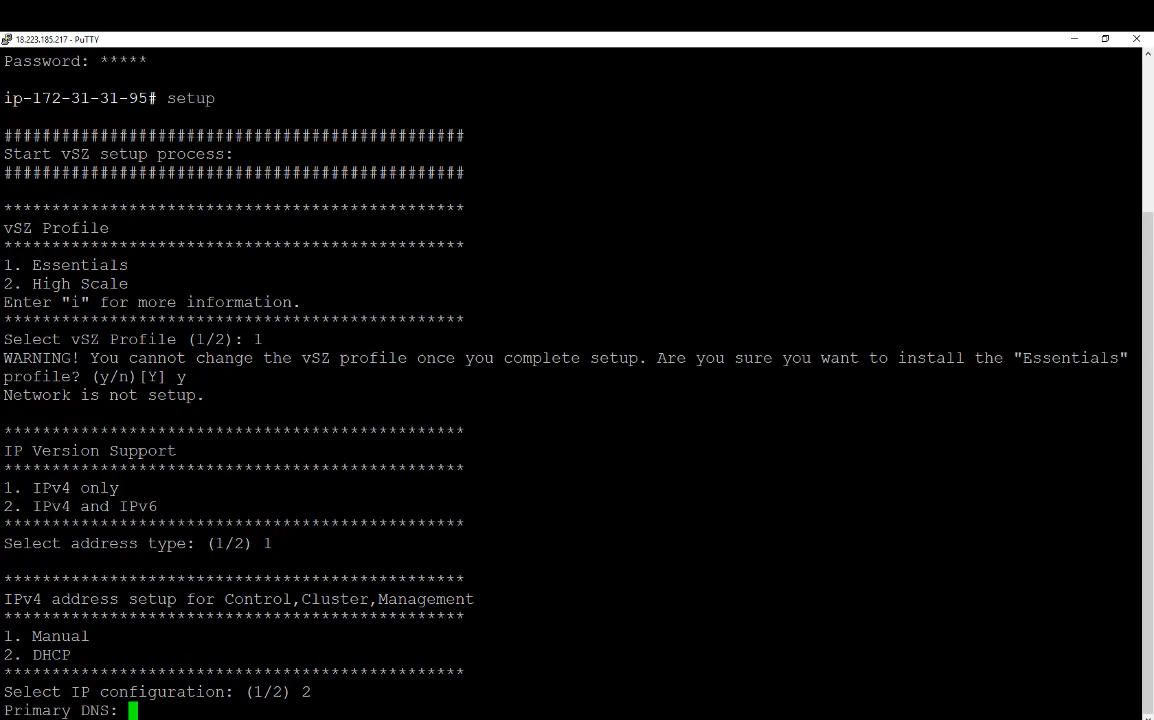 18.223.185.217 - PuTTY
Password: *****
ip-172-31-31-95# setup
################################################
Start vSZ setup process:
################################################
************************************************
vSZ Profile
************************************************
1. Essentials
2. High Scale
Enter "i" for more information.
************************************************
Select vSZ Profile (1/2): 1
WARNING! You cannot change the vSZ profile once you complete setup. Are you sure you want to install the "Essentials"
profile? (y/n)[Y] y
Network is not setup.
************************************************
IP Version Support
************************************************
1. IPv4 only
2. IPv4 and IPv6
************************************************
Select address type: (1/2) 1
************************************************
IPv4 address setup for Control,Cluster,Management
************************************************
1. Manual
2. DHCP
************************************************
Select IP configuration: (1/2) 2
Primary DNS: